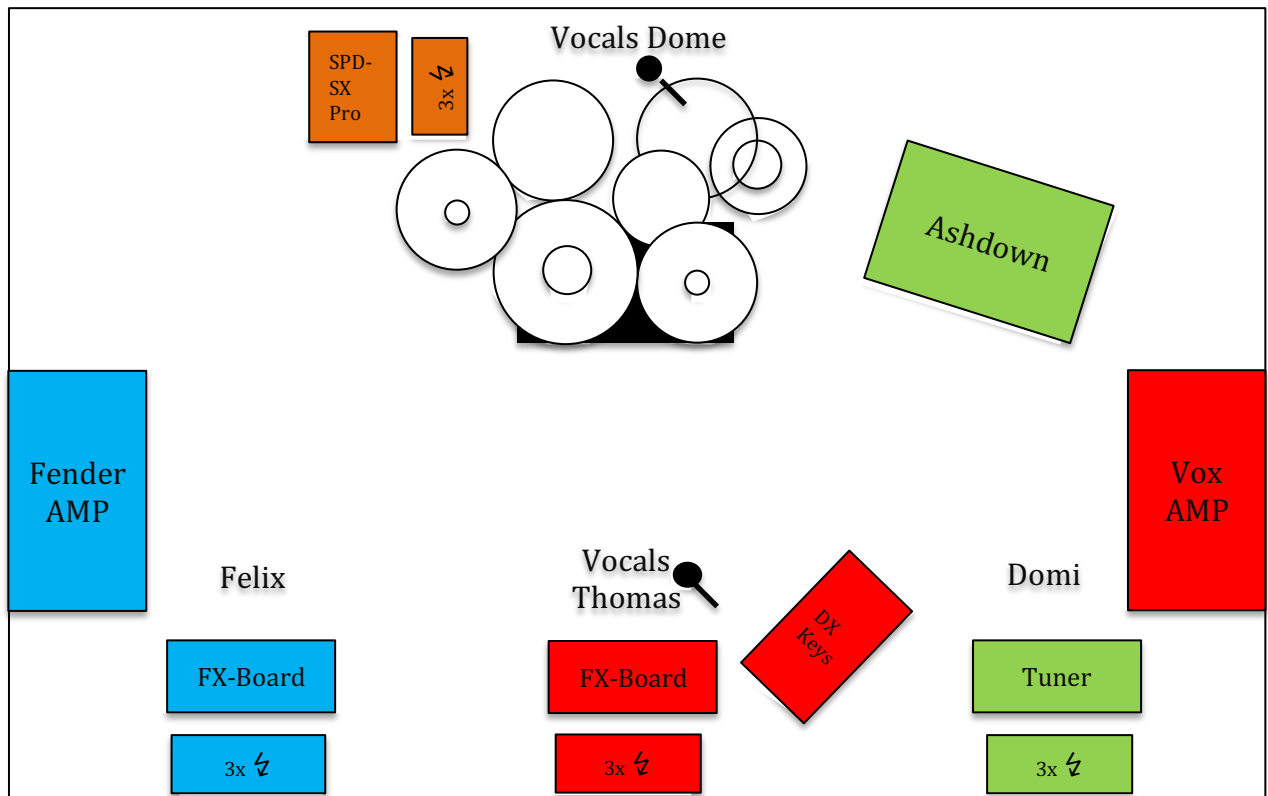 Vocals Dome
SPD-
SX
Pro
3x ↯
Ashdown
Fender
AMP
Vox
AMP
Felix
Vocals
Thomas
Domi
DX
Keys
FX-Board
FX-Board
Tuner
3x ↯
3x ↯
3x ↯